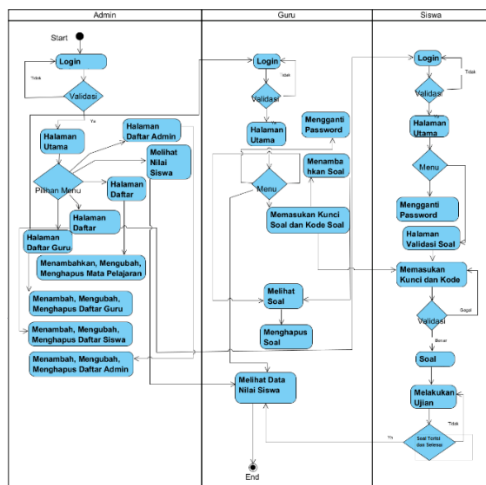 Admin
Guru
Siswa
Start
Login
Tidak
Validasi
Ya
Halaman
Utama
Pilihan Menu
Halaman
Daftar Admin
Melihat
Nilai
Siswa
Halaman
Daftar
Halaman
Daftar
Halaman
Daftar Guru
Menambahkan, Mengubah,
Menghapus Mata Pelajaran
Menambah, Mengubah,
Menghapus Daftar Guru
Menambah, Mengubah,
Menghapus Daftar Siswa
Menambah, Mengubah,
Menghapus Daftar Admin
Login
Tidak
Validasi
Ya
Halaman
Utama
Mengganti
Password
Menu
Menamba
hkan Soal
Memasukan Kunci
Soal dan Kode Soal
Melihat
Soal
Menghapus
Soal
Melihat Data
Nilai Siswa
End
Login
Tidak
Validasi
Halaman
Utama
Menu
Mengganti
Password
Halaman
Validasi Soal
Memasukan
Kunci dan Kode
Validasi
Gagal
Benar
Soal
Melakukan
Ujian
Tidak
Ya
dan Selesai